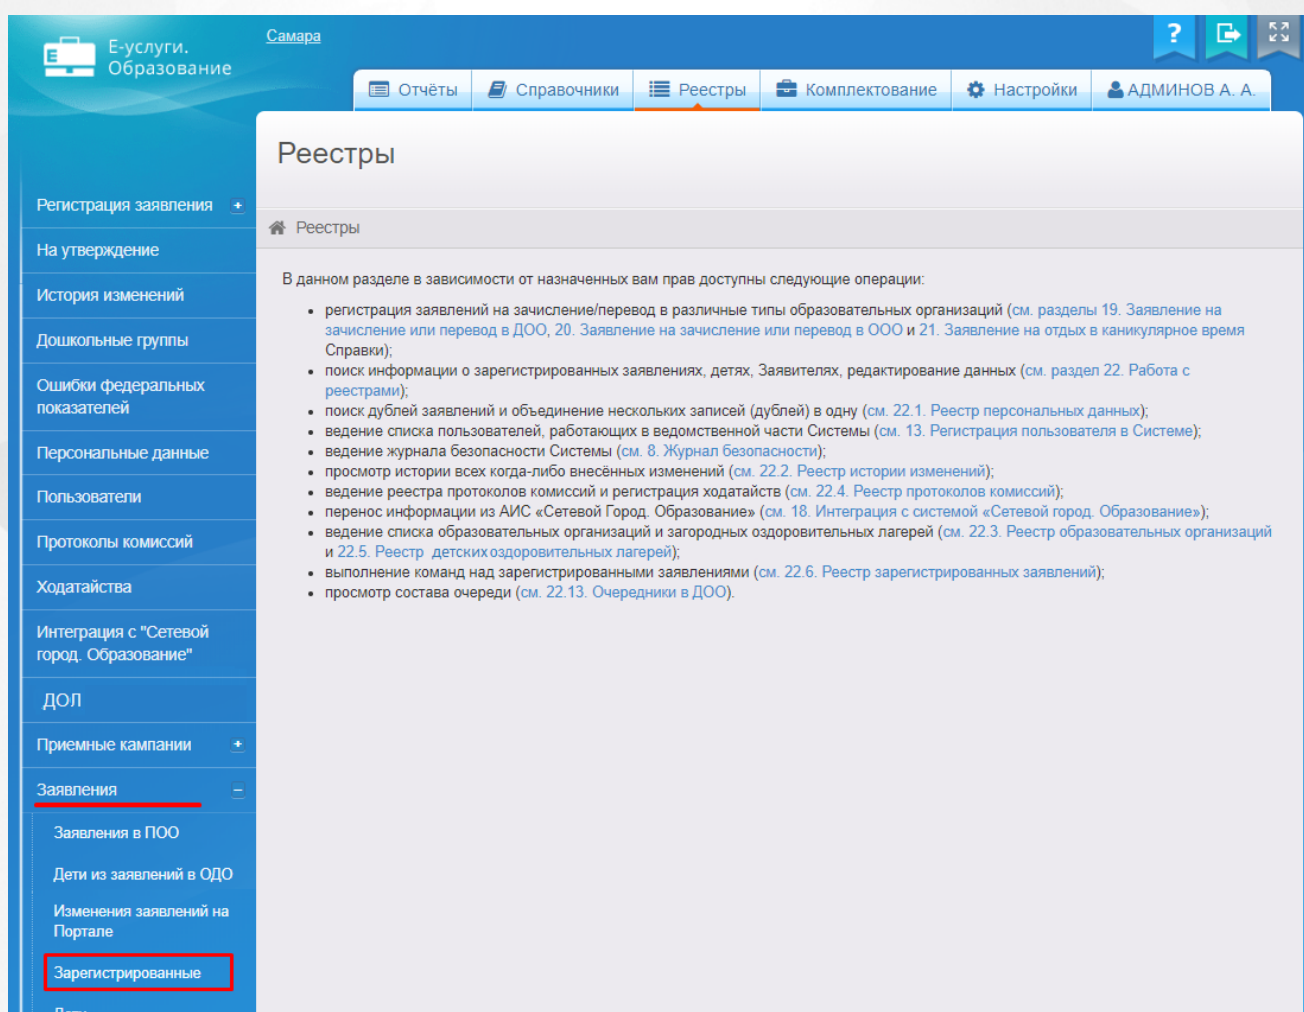 Е-услуги.
Образование
Самара
?
Отчёты
Справочники
Реестры
Комплектование
Настройки
АДМИНОВ А. А.
Реестры
Реестры
Регистрация заявления
На утверждение
История изменений
Дошкольные группы
Ошибки федеральных
показателей
Персональные данные
Пользователи
Протоколы комиссий
Ходатайства
Интеграция с "Сетевой
город. Образование"
ДОЛ
Приемные кампании
Заявления
Заявления в ПОО
Дети из заявлений в ОДО
Изменения заявлений на
Портале
Зарегистрированные
В данном разделе в зависимости от назначенных вам прав доступны следующие операции:
• регистрация заявлений на зачисление/перевод в различные типы образовательных организаций (см. разделы 19. Заявление на
зачисление или перевод в ДОО, 20. Заявление на зачисление или перевод в ООО и 21. Заявление на отдых в каникулярное время
Справки);
• поиск информации о зарегистрированных заявлениях, детях, Заявителях, редактирование данных (см. раздел 22. Работа с
реестрами);
• поиск дублей заявлений и объединение нескольких записей (дублей) в одну (см. 22.1. Реестр персональных данных);
• ведение списка пользователей, работающих в ведомственной части Системы (см. 13. Регистрация пользователя в Системе);
• ведение журнала безопасности Системы (см. 8. Журнал безопасности);
• просмотр истории всех когда-либо внесённых изменений (см. 22.2. Реестр истории изменений);
• ведение реестра протоколов комиссий и регистрация ходатайств (см. 22.4. Реестр протоколов комиссий);
• перенос информации из АИС «Сетевой Город. Образование» (см. 18. Интеграция с системой «Сетевой город. Образование»);
• ведение списка образовательных организаций и загородных оздоровительных лагерей (см. 22.3. Реестр образовательных организаций
и 22.5. Реестр детских оздоровительных лагерей);
• выполнение команд над зарегистрированными заявлениями (см. 22.6. Реестр зарегистрированных заявлений);
• просмотр состава очереди (см. 22.13. Очередники в ДОО).